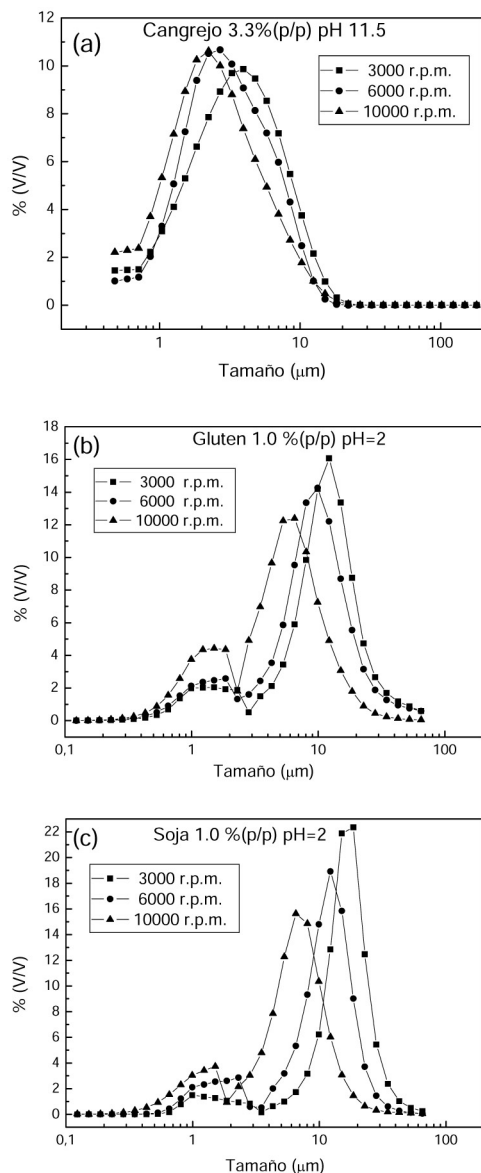 (a)
Cangrejo 3.3%(p/p) pH 11.5
3000 r.p.m.
6000 r.p.m.
10000 r.p.m.
12
10
8
6
4
2
0
% (V/V)
1
10
100
Tamaño (μm)
(b)
Gluten 1.0 %(p/p) pH=2
3000 r.p.m.
6000 r.p.m.
10000 r.p.m.
18
16
14
12
10
8
6
4
2
0
% (V/V)
0,1
1
10
100
Tamaño (μm)
(c)
Soja 1.0 %(p/p) pH=2
3000 r.p.m.
6000 r.p.m.
10000 r.p.m.
22
20
18
16
14
12
10
8
6
4
2
0
% (V/V)
0,1
1
10
100
Tamaño (μm)